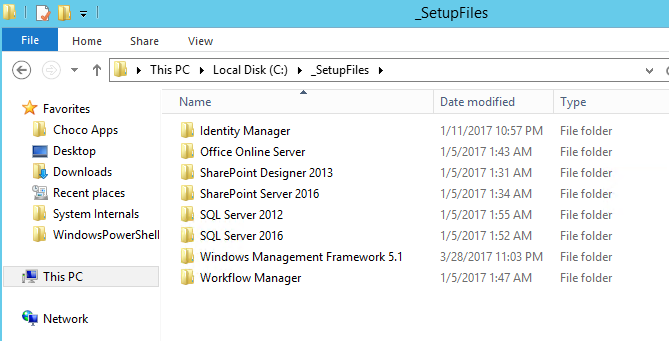 _SetupFiles
File Home Share View
This PC Local Disk (C:) _SetupFiles
Name Date modified Type
Favorites
Choco Apps
Desktop
Downloads
Recent places
System Internals
WindowsPowerShell
This PC
Network
Identity Manager 1/11/2017 10:57 PM File folder
Office Online Server 1/5/2017 1:43 AM File folder
SharePoint Designer 2013 1/5/2017 1:31 AM File folder
SharePoint Server 2016 1/5/2017 1:34 AM File folder
SQL Server 2012 1/5/2017 1:55 AM File folder
SQL Server 2016 1/5/2017 1:52 AM File folder
Windows Management Framework 5.1 3/28/2017 11:03 PM File folder
Workflow Manager 1/5/2017 1:47 AM File folder